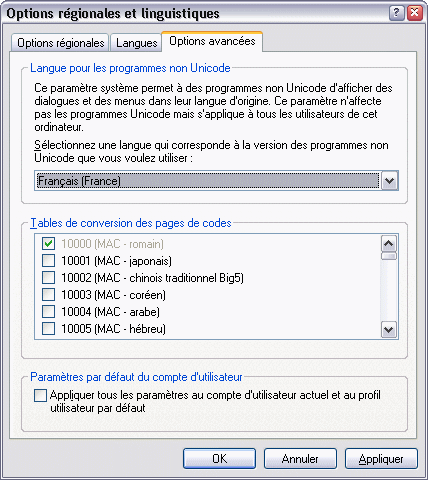 Options régionales et linguistiques
Options régionales Langues Options avancées
Langue pour les programmes non Unicode
Ce paramètre système permet à des programmes non Unicode d'afficher des
dialogues et des menus dans leur langue d'origine. Ce paramètre n'affecte
pas les programmes Unicode mais s'applique à tous les utilisateurs de cet
ordinateur.
Sélectionnez une langue qui corresponde à la version des programmes non
Unicode que vous voulez utiliser :
Français (France)
Tables de conversion des pages de codes
10000 (MAC - romain)
10001 (MAC - japonais)
10002 (MAC - chinois traditionnel Big5)
10003 (MAC - coréen)
10004 (MAC - arabe)
10005 (MAC - hébreu)
Paramètres par défaut du compte d'utilisateur
Appliquer tous les paramètres au compte d'utilisateur actuel et au profil
utilisateur par défaut
OK Annuler Appliquer